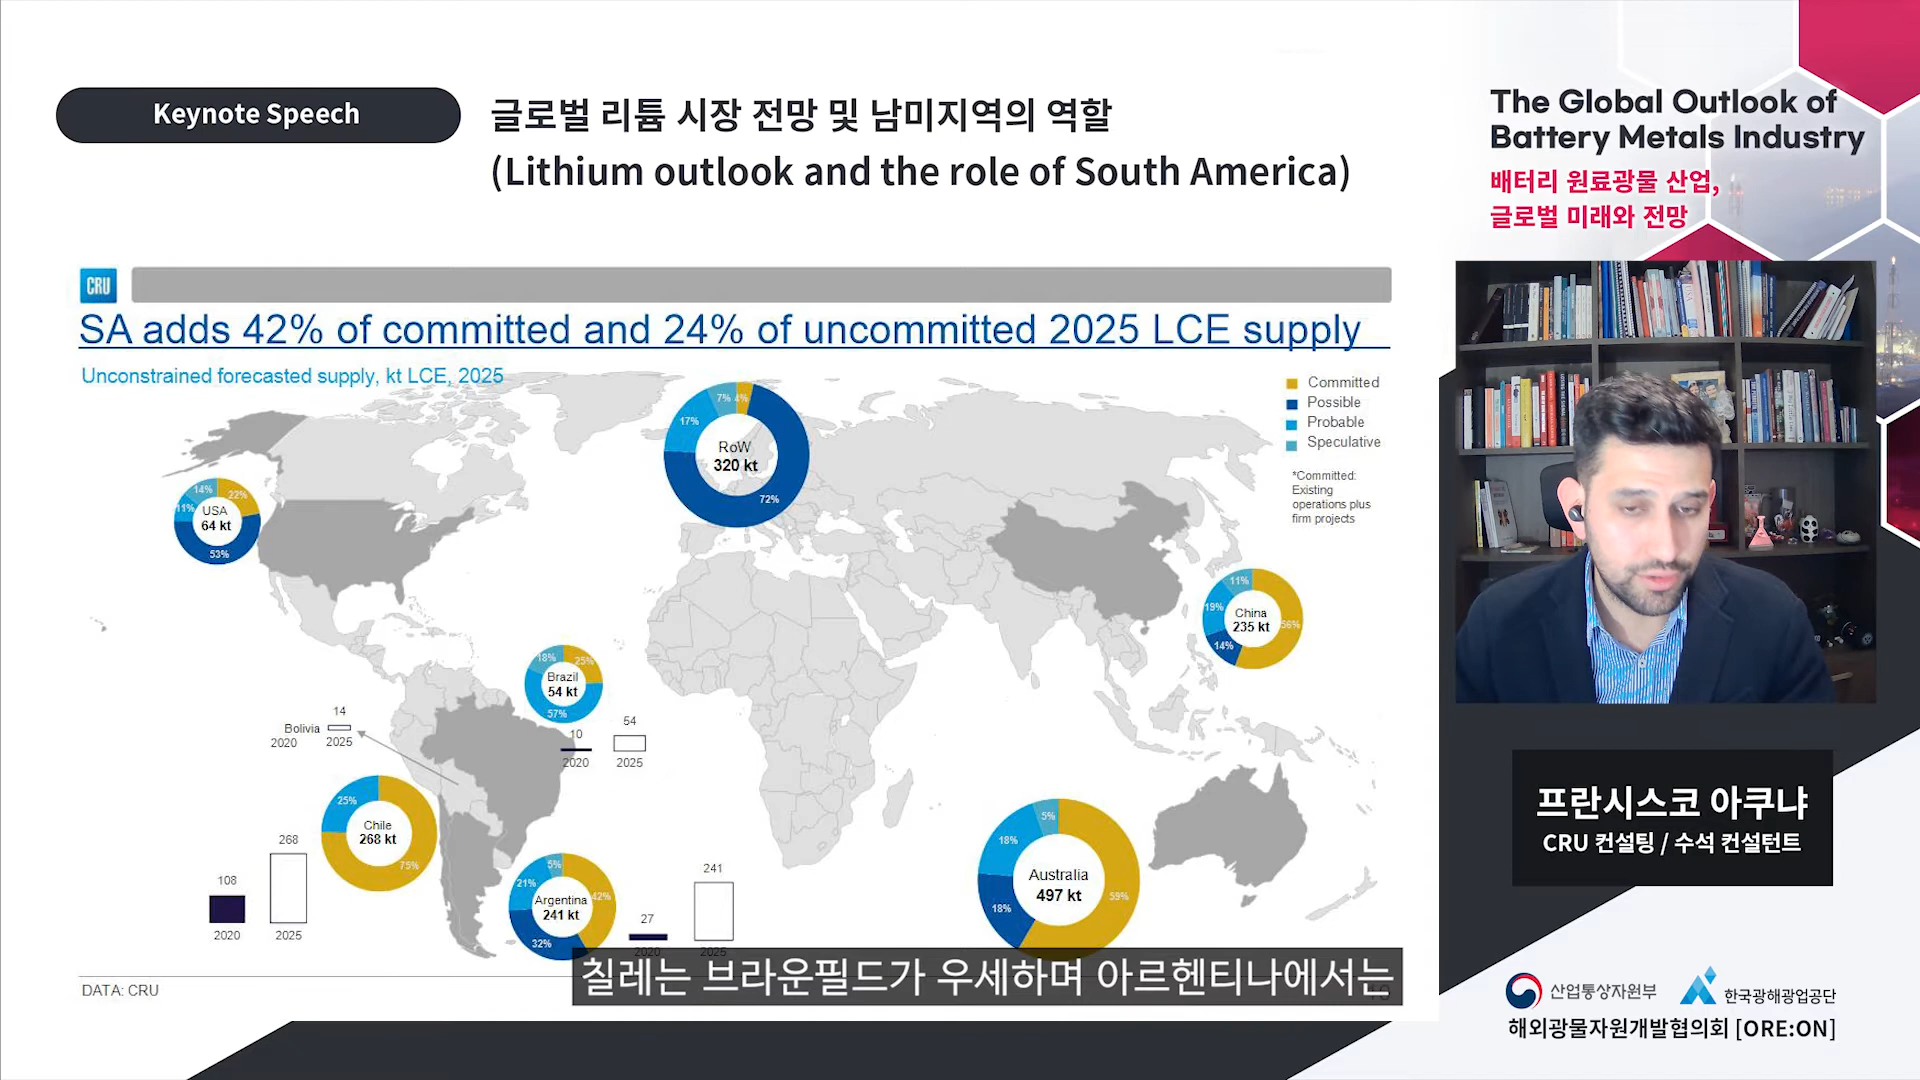 Keynote Speech
글로벌 리튬 시장 전망 및 남미지역의 역할
(Lithium outlook and the role of South America)
The Global Outlook of
Battery Metals Industry
배터리 원료광물 산업,
글로벌 미래와 전망
CRU
SA adds 42% of committed and 24% of uncommitted 2025 LCE supply
Unconstrained forecasted supply, kt LCE, 2025
Committed
Possible
Probable
Speculative
*Committed:
Existing
operations plus
firm projects
7% 4%
17%
RoW
320 kt
72%
14%
22%
11%
USA
64 kt
53%
11%
19%
China
235 kt
56%
14%
18%
25%
Brazil
54 kt
57%
10
54
2020
2025
14
Bolivia
2020
2025
25%
Chile
268 kt
75%
108
268
2020
2025
5%
21%
42%
Argentina
241 kt
32%
27
241
2020
2025
5%
18%
Australia
497 kt
18%
59%
DATA: CRU
칠레는 브라운필드가 우세하며 아르헨티나에서는
프란시스코 아쿠냐
CRU 컨설팅 / 수석 컨설턴트
산업통상자원부
한국광해광업공단
해외광물자원개발협의회 [ORE:ON]